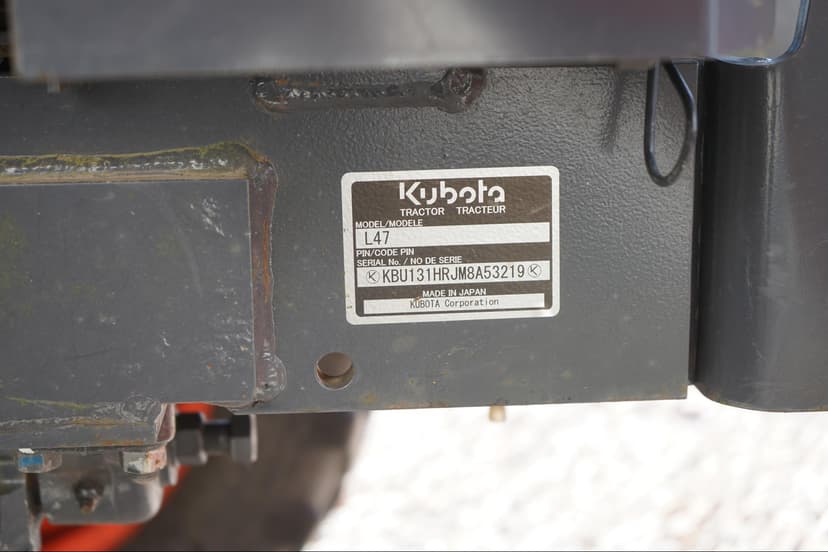 Kubota
TRACTOR TRACTEUR
MODEL/MODELE
L47
PIN/CODE PIN
SERIAL No. / NO DE SERIE
KBU131HRJM8A53219
MADE IN JAPAN
KUBOTA Corporation